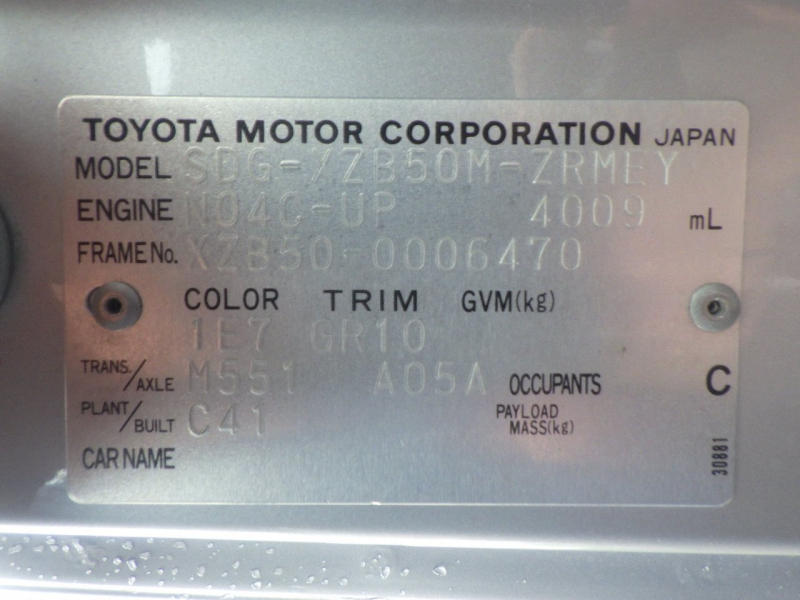 TOYOTA MOTOR CORPORATION JAPAN
MODEL SDG-XZB50M-ZRMEY
ENGINE N04C-UP 4009 mL
FRAME No. XZB50-0006470
COLOR TRIM GVM(kg)
1E7 GR10
TRANS./AXLE M551 A05A OCCUPANTS C
PLANT/BUILT C41 PAYLOAD MASS(kg)
CAR NAME
30881